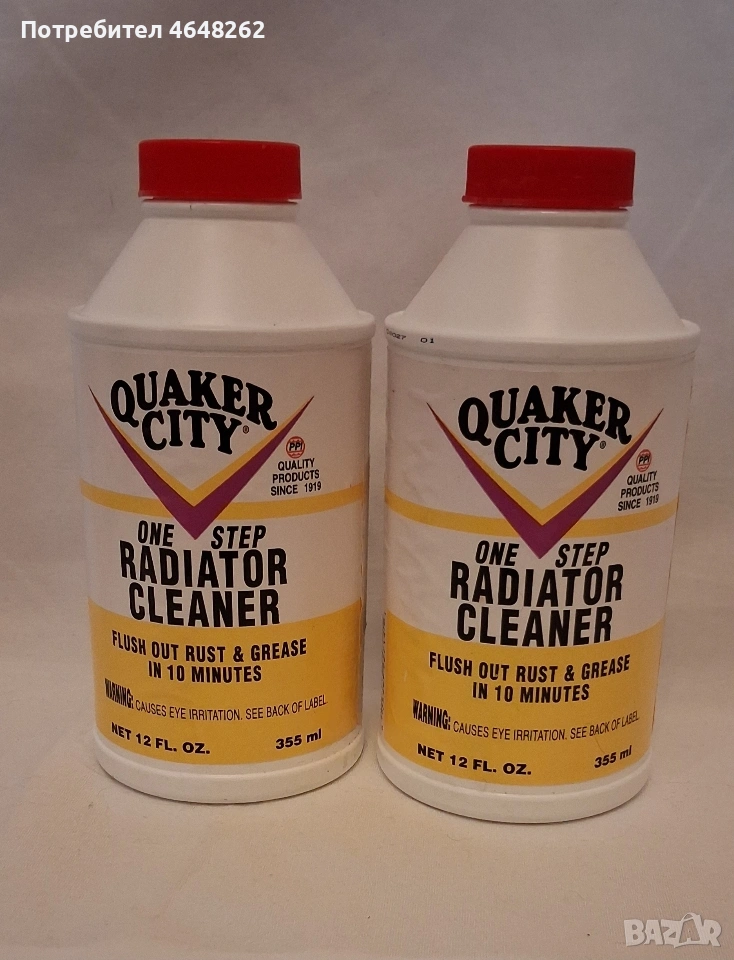 Потребител 4648262
QUAKER
CITY®
PPI
QUALITY
PRODUCTS
SINCE 1919
ONE STEP
RADIATOR
CLEANER
FLUSH OUT RUST & GREASE
IN 10 MINUTES
WARNING: CAUSES EYE IRRITATION. SEE BACK OF LABEL.
NET 12 FL. OZ. 355 ml
01
QUAKER
CITY®
PPI
QUALITY
PRODUCTS
SINCE 1919
ONE STEP
RADIATOR
CLEANER
FLUSH OUT RUST & GREASE
IN 10 MINUTES
WARNING: CAUSES EYE IRRITATION. SEE BACK OF LABEL.
NET 12 FL. OZ. 355 ml
BAZAR